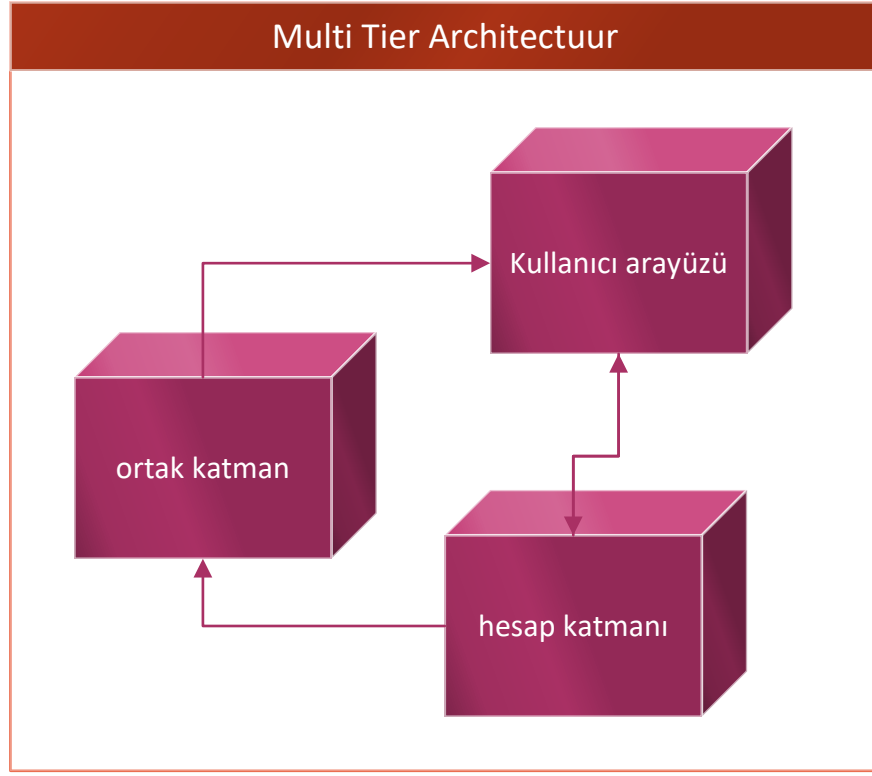 Multi Tier Architectuur
Kullanıcı arayüzü
ortak katman
hesap katmanı